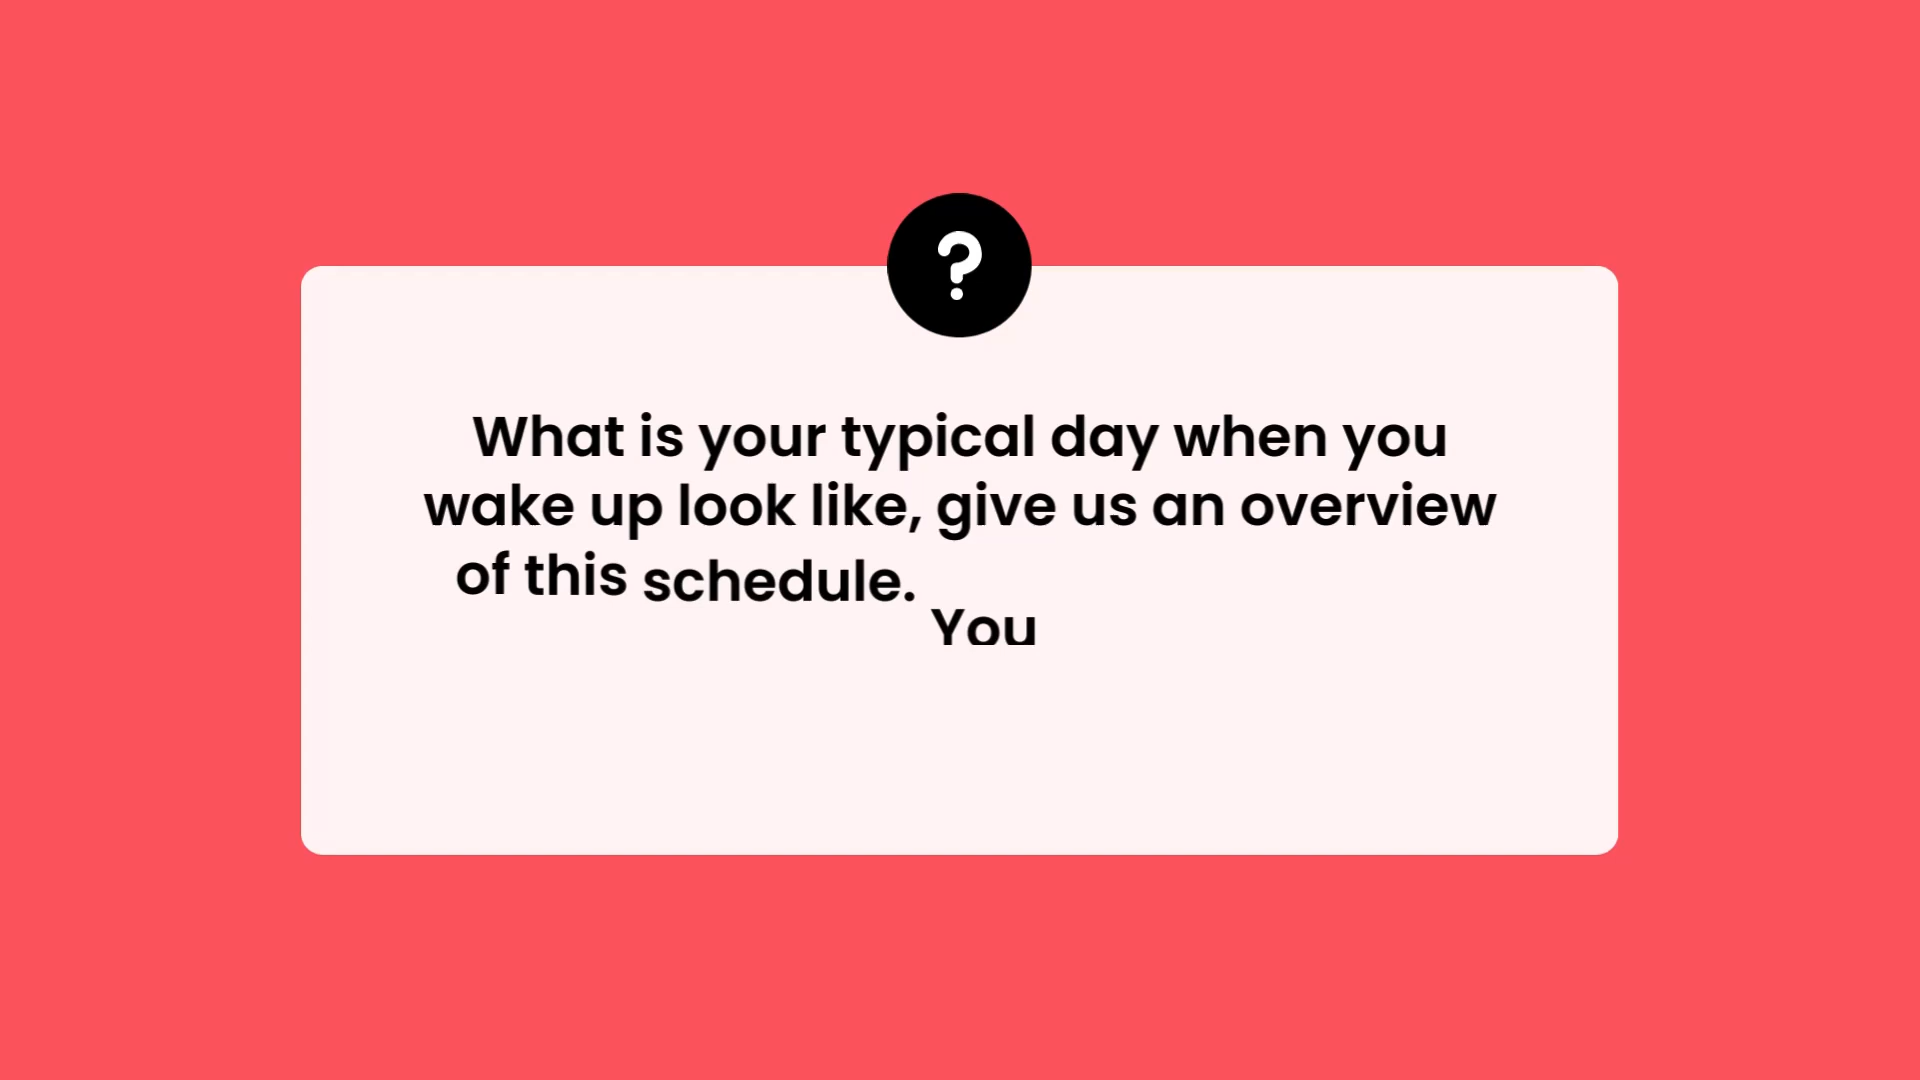 ?
What is your typical day when you
wake up look like, give us an overview
of this schedule. You